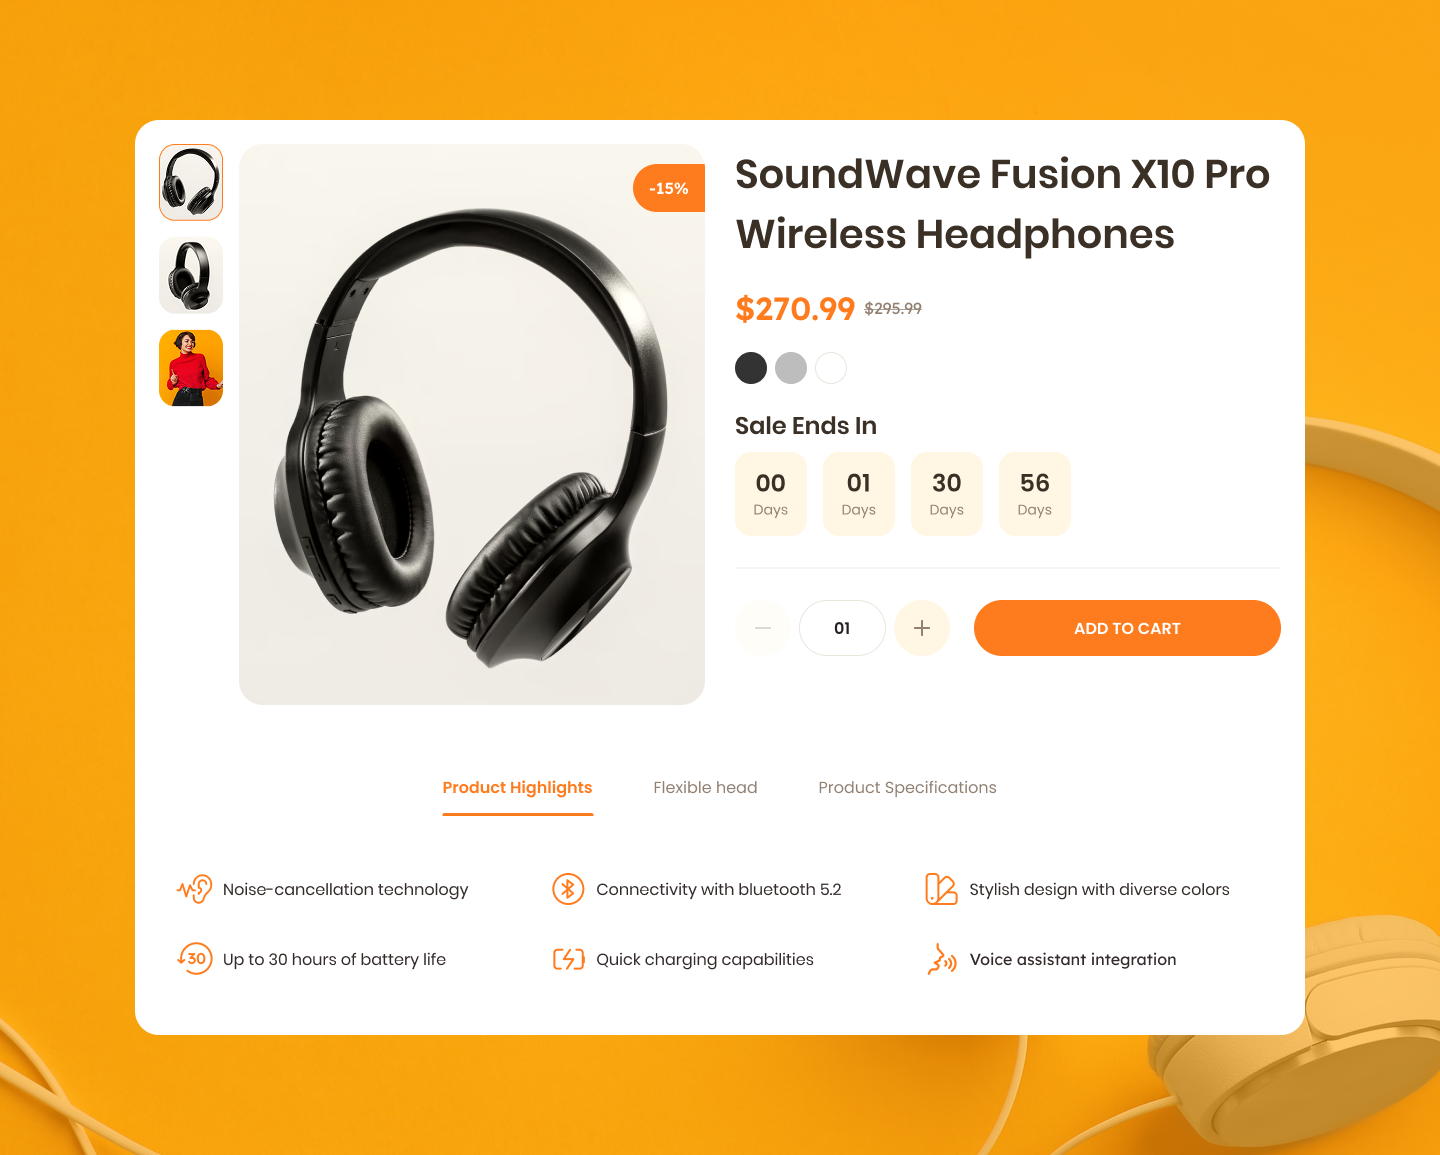 -15%
SoundWave Fusion X10 Pro
Wireless Headphones
$270.99 $295.99
Sale Ends In
00 01 30 56
Days Days Days Days
01 ADD TO CART
Product Highlights Flexible head Product Specifications
Noise-cancellation technology Connectivity with bluetooth 5.2 Stylish design with diverse colors
30 Up to 30 hours of battery life Quick charging capabilities Voice assistant integration